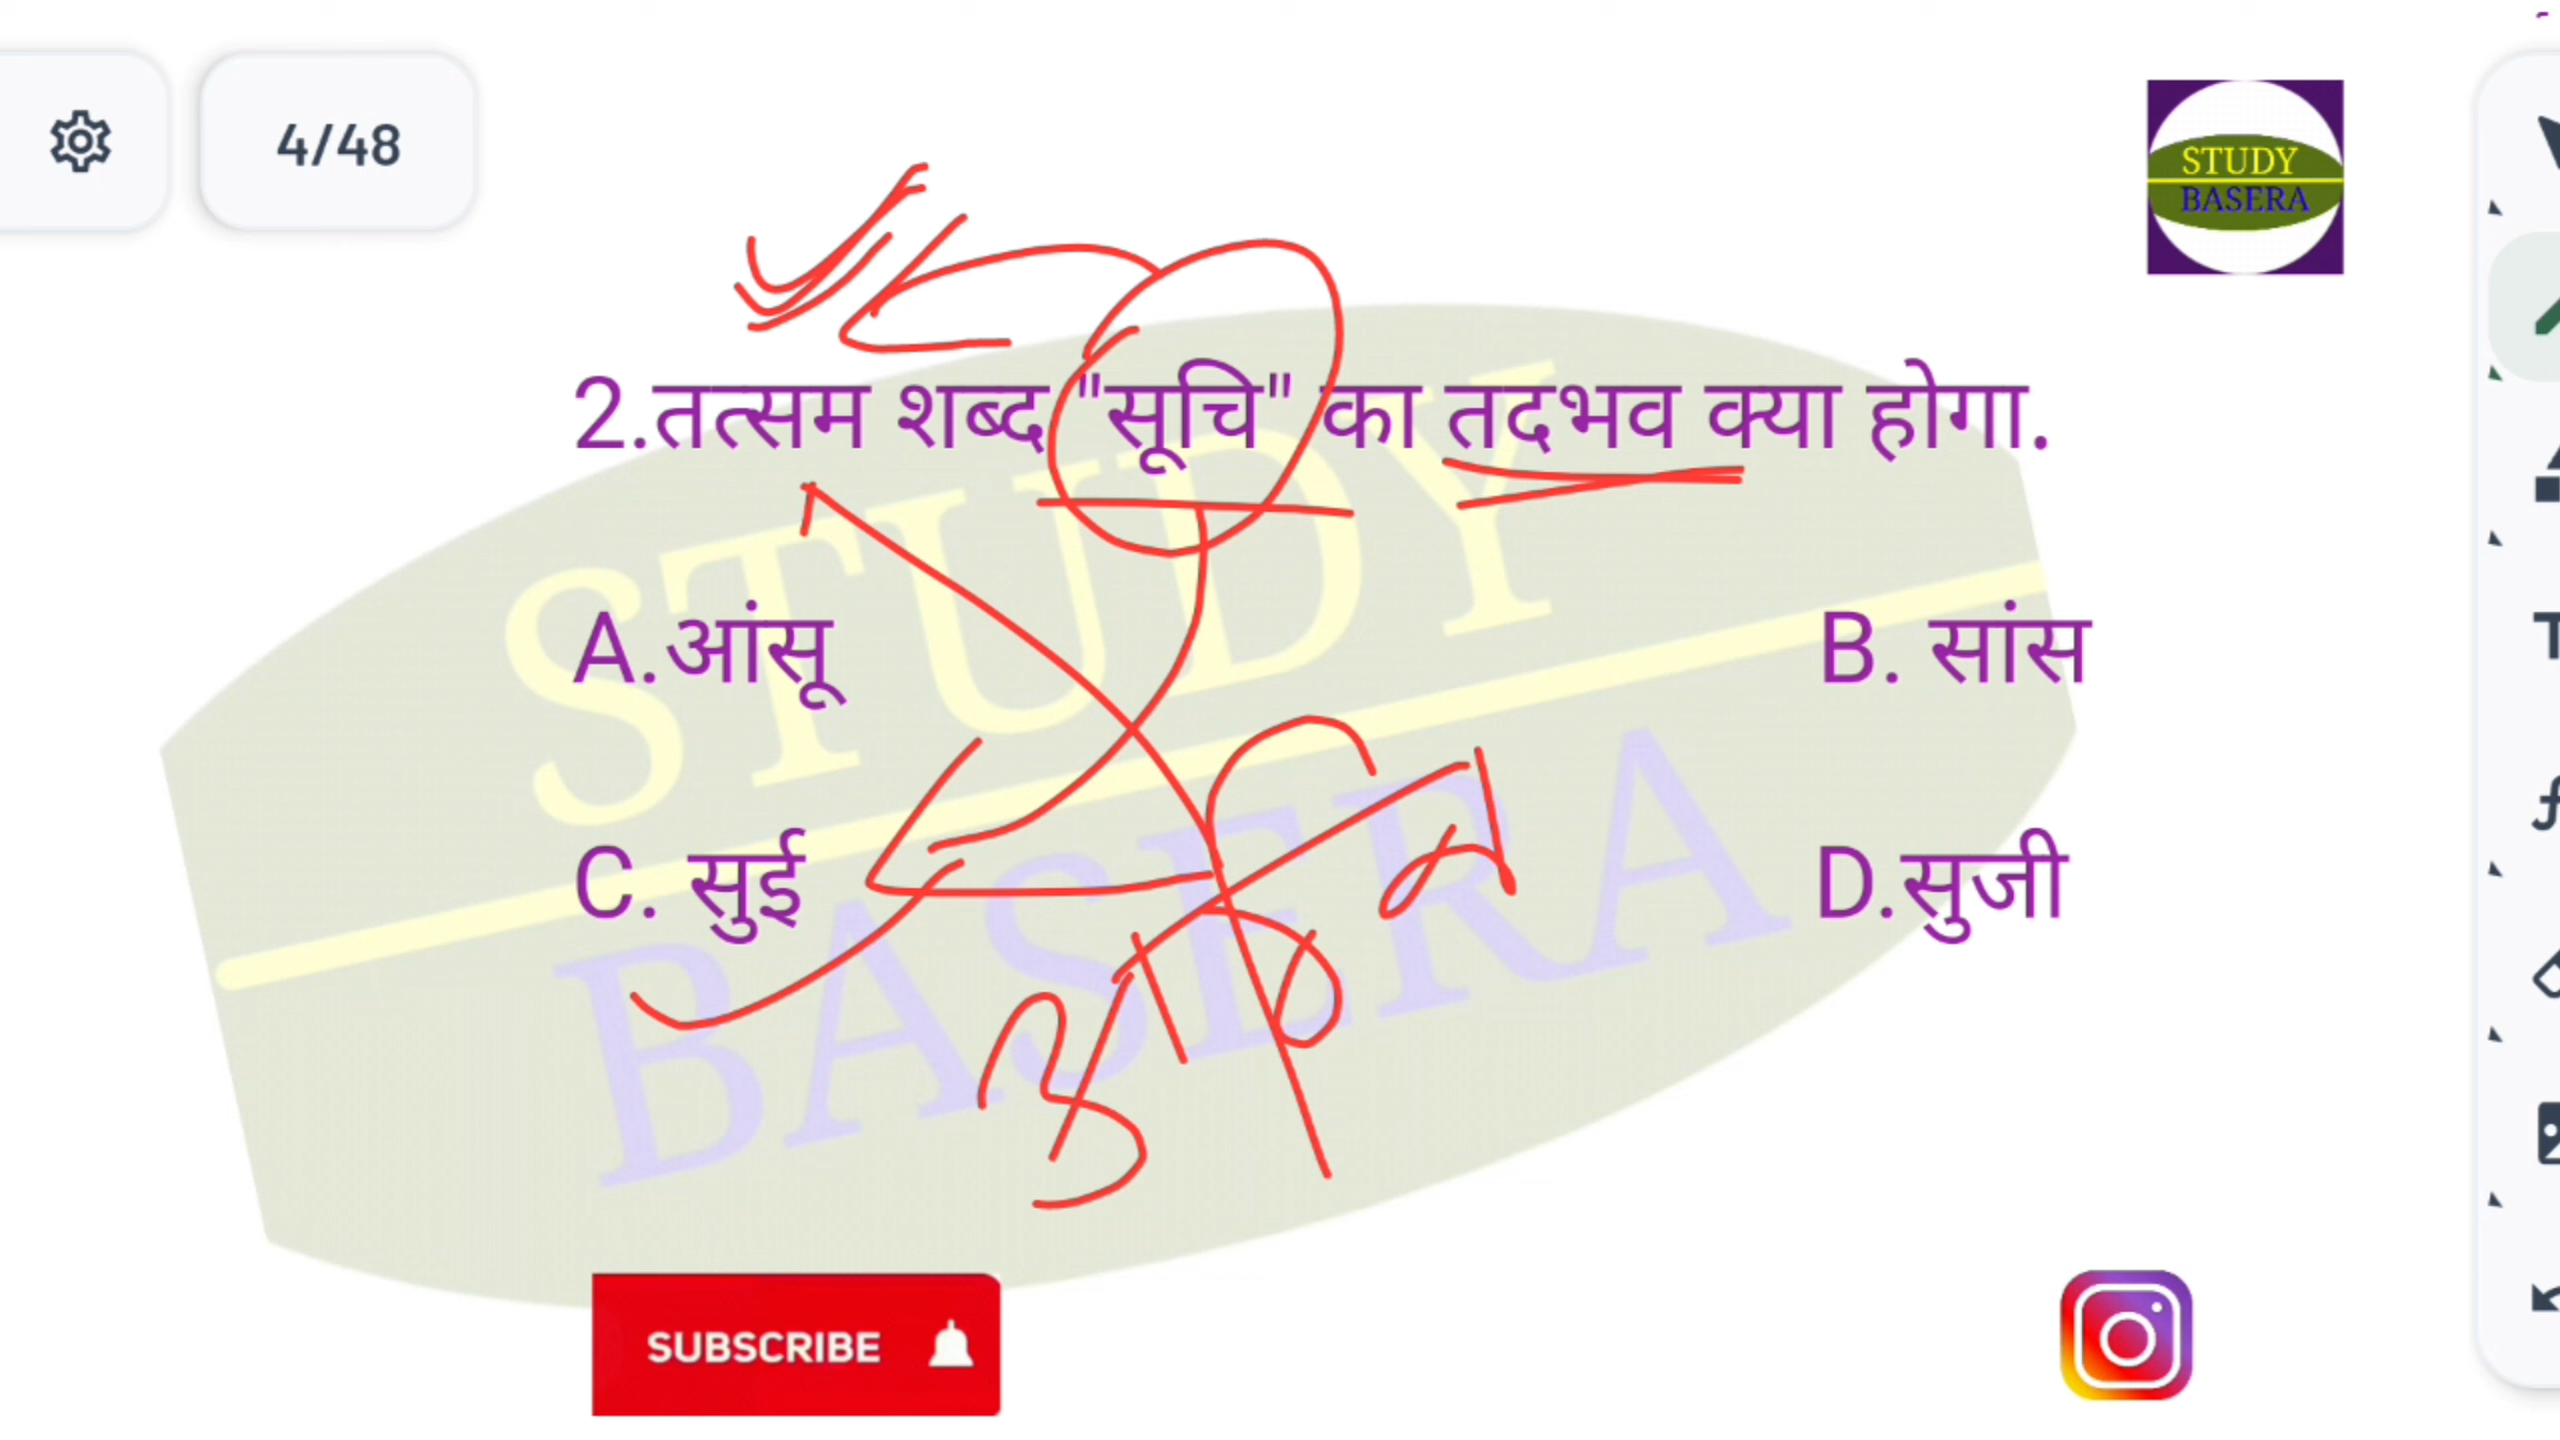 4/48
STUDY
BASERA
2.तत्सम शब्द "सूचि" का तदभव क्या होगा.
A.आंसू
B. सांस
C. सुई
D.सुजी
STUDY
BASERA
SUBSCRIBE